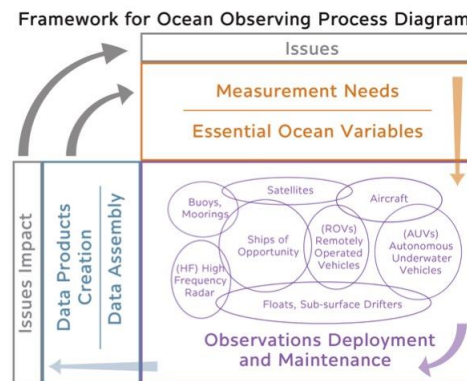 Framework for Ocean Observing Process Diagram
Issues
Measurement Needs
Essential Ocean Variables
Satellites
Aircraft
Buoys,
Moorings
Ships of
Opportunity
(ROVs)
Remotely
Operated
Vehicles
(AUVs)
Autonomous
Underwater
Vehicles
(HF) High
Frequency
Radar
Floats, Sub-surface Drifters
Observations Deployment
and Maintenance
Issues Impact
Data Products
Creation
Data Assembly